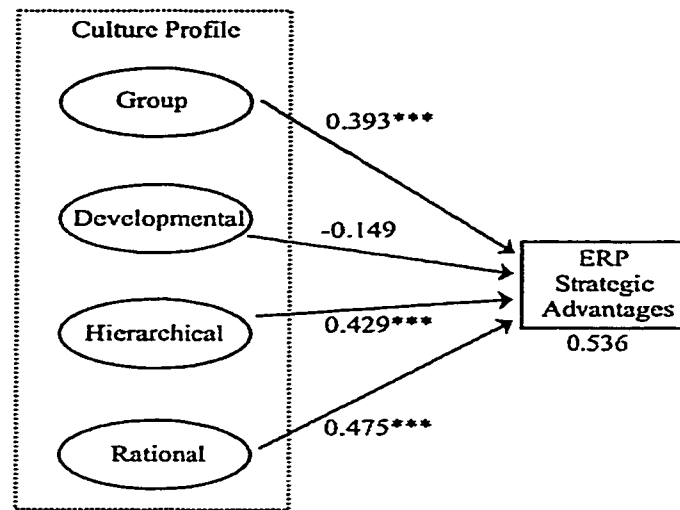 Culture Profile
Group
0.393***
Developmental
-0.149
ERP
Strategic
Advantages
0.536
Hierarchical
0.429***
Rational
0.475***